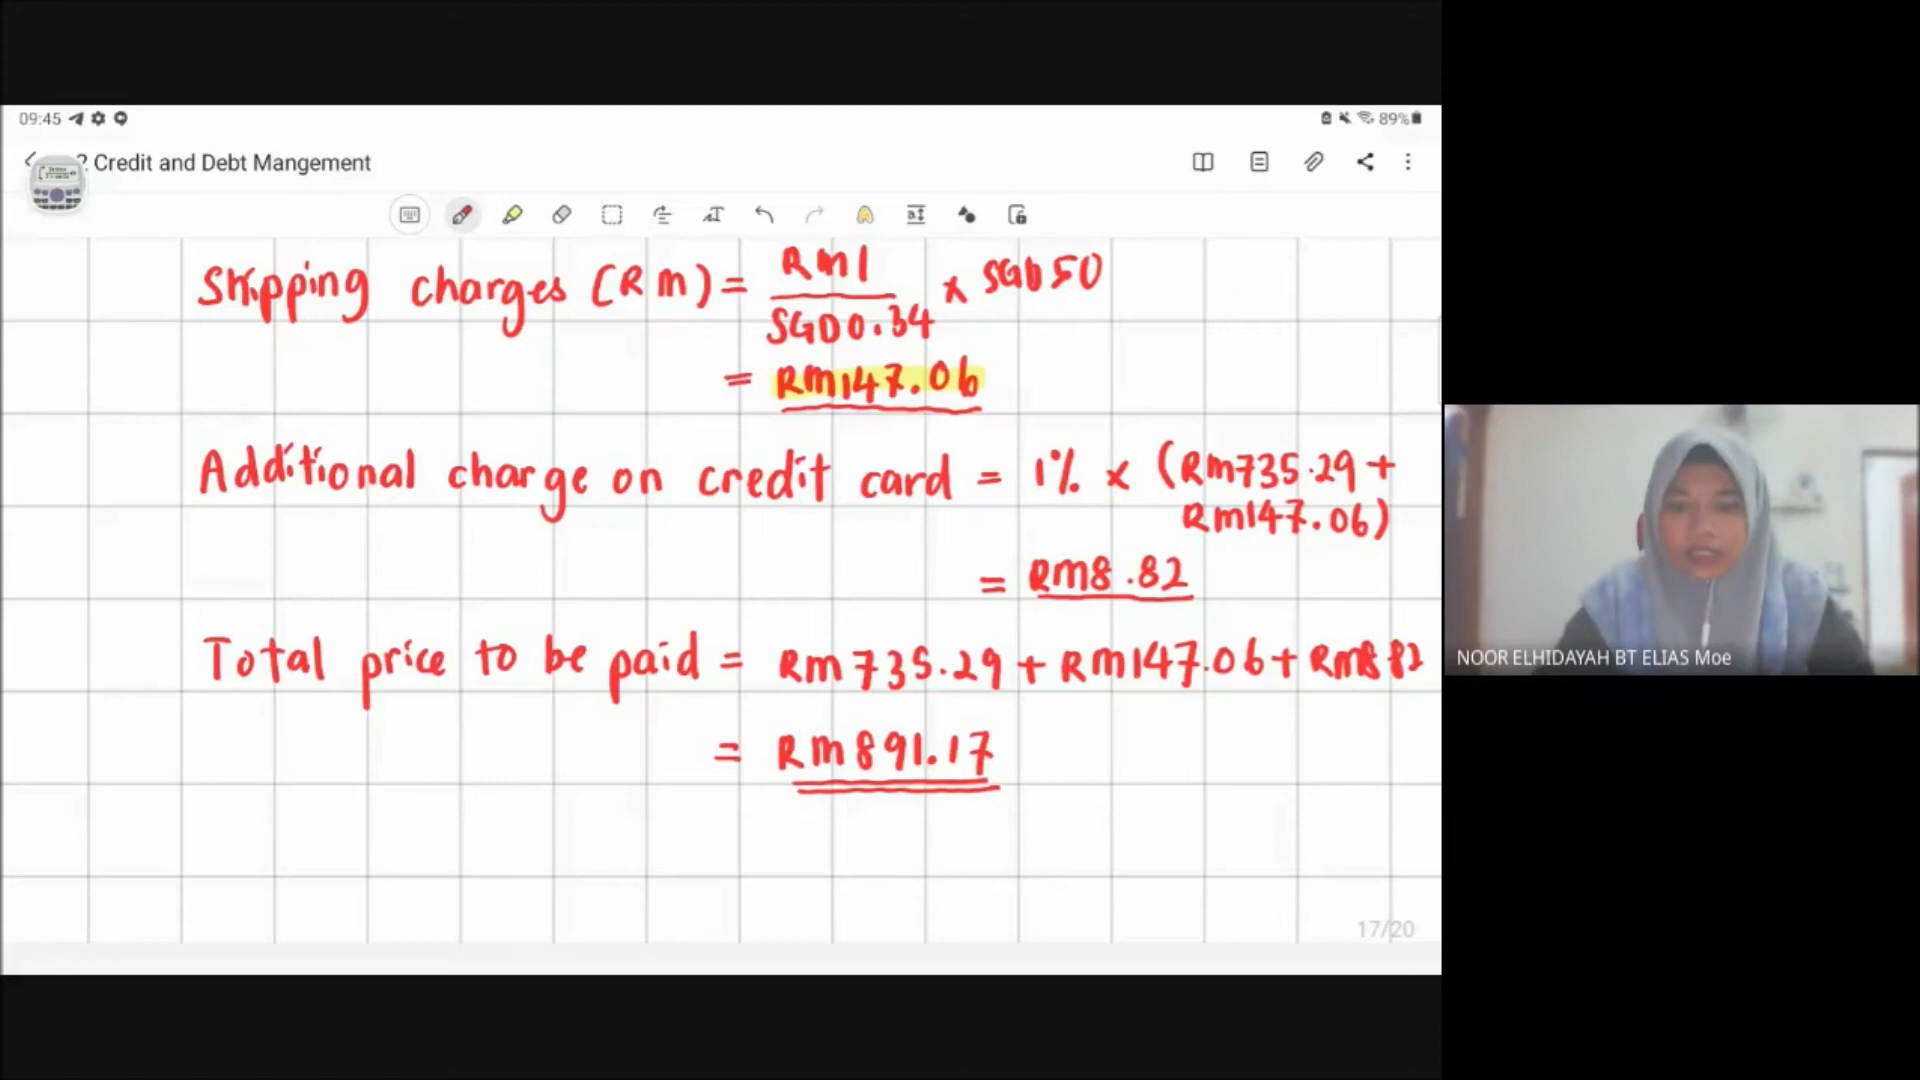 09:45
89%
2 Credit and Debt Mangement
Shipping charges (RM) = RM1 / SGD0.34 x SGD50
= RM147.06
Additional charge on credit card = 1% x (RM735.29 +
RM147.06)
= RM8.82
Total price to be paid = RM735.29 + RM147.06 + RM8.82
= RM891.17
17/20
NOOR ELHIDAYAH BT ELIAS Moe